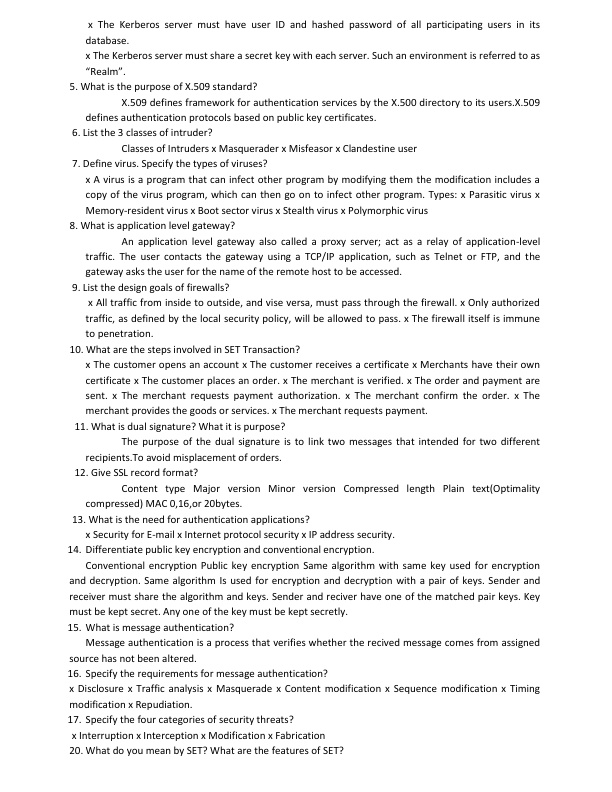 x The Kerberos server must have user ID and hashed password of all participating users in its
database.
x The Kerberos server must share a secret key with each server. Such an environment is referred to as
“Realm”.
5. What is the purpose of X.509 standard?
X.509 defines framework for authentication services by the X.500 directory to its users.X.509
defines authentication protocols based on public key certificates.
6. List the 3 classes of intruder?
Classes of Intruders x Masquerader x Misfeasor x Clandestine user
7. Define virus. Specify the types of viruses?
x A virus is a program that can infect other program by modifying them the modification includes a
copy of the virus program, which can then go on to infect other program. Types: x Parasitic virus x
Memory-resident virus x Boot sector virus x Stealth virus x Polymorphic virus
8. What is application level gateway?
An application level gateway also called a proxy server; act as a relay of application-level
traffic. The user contacts the gateway using a TCP/IP application, such as Telnet or FTP, and the
gateway asks the user for the name of the remote host to be accessed.
9. List the design goals of firewalls?
x All traffic from inside to outside, and vise versa, must pass through the firewall. x Only authorized
traffic, as defined by the local security policy, will be allowed to pass. x The firewall itself is immune
to penetration.
10. What are the steps involved in SET Transaction?
x The customer opens an account x The customer receives a certificate x Merchants have their own
certificate x The customer places an order. x The merchant is verified. x The order and payment are
sent. x The merchant requests payment authorization. x The merchant confirm the order. x The
merchant provides the goods or services. x The merchant requests payment.
11. What is dual signature? What it is purpose?
The purpose of the dual signature is to link two messages that intended for two different
recipients.To avoid misplacement of orders.
12. Give SSL record format?
Content type Major version Minor version Compressed length Plain text(Optimality
compressed) MAC 0,16,or 20bytes.
13. What is the need for authentication applications?
x Security for E-mail x Internet protocol security x IP address security.
14. Differentiate public key encryption and conventional encryption.
Conventional encryption Public key encryption Same algorithm with same key used for encryption
and decryption. Same algorithm Is used for encryption and decryption with a pair of keys. Sender and
receiver must share the algorithm and keys. Sender and reciver have one of the matched pair keys. Key
must be kept secret. Any one of the key must be kept secretly.
15. What is message authentication?
Message authentication is a process that verifies whether the recived message comes from assigned
source has not been altered.
16. Specify the requirements for message authentication?
x Disclosure x Traffic analysis x Masquerade x Content modification x Sequence modification x Timing
modification x Repudiation.
17. Specify the four categories of security threats?
x Interruption x Interception x Modification x Fabrication
20. What do you mean by SET? What are the features of SET?